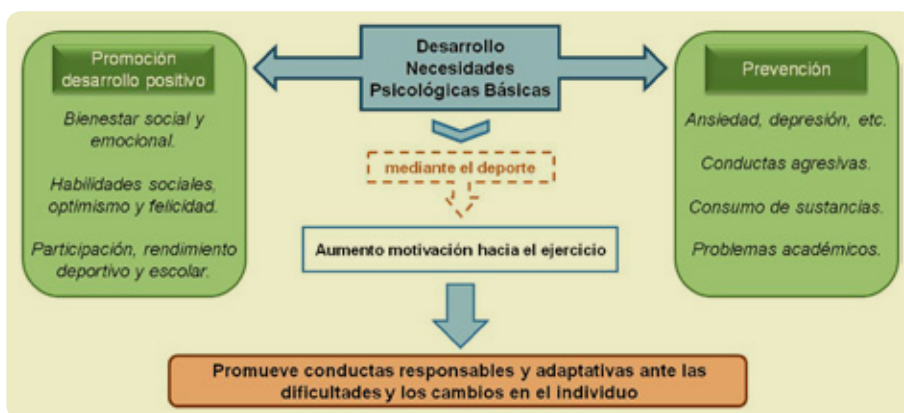 Desarrollo
Necesidades
Psicológicas Básicas
Promoción
desarrollo positivo
Bienestar social y
emocional.
Habilidades sociales,
optimismo y felicidad.
Participación, rendimiento
deportivo y escolar.
Prevención
Ansiedad, depresión, etc.
Conductas agresivas.
Consumo de sustancias.
Problemas académicos.
mediante el deporte
Aumento motivación hacia el ejercicio
Promueve conductas responsables y adaptativas ante las
dificultades y los cambios en el individuo